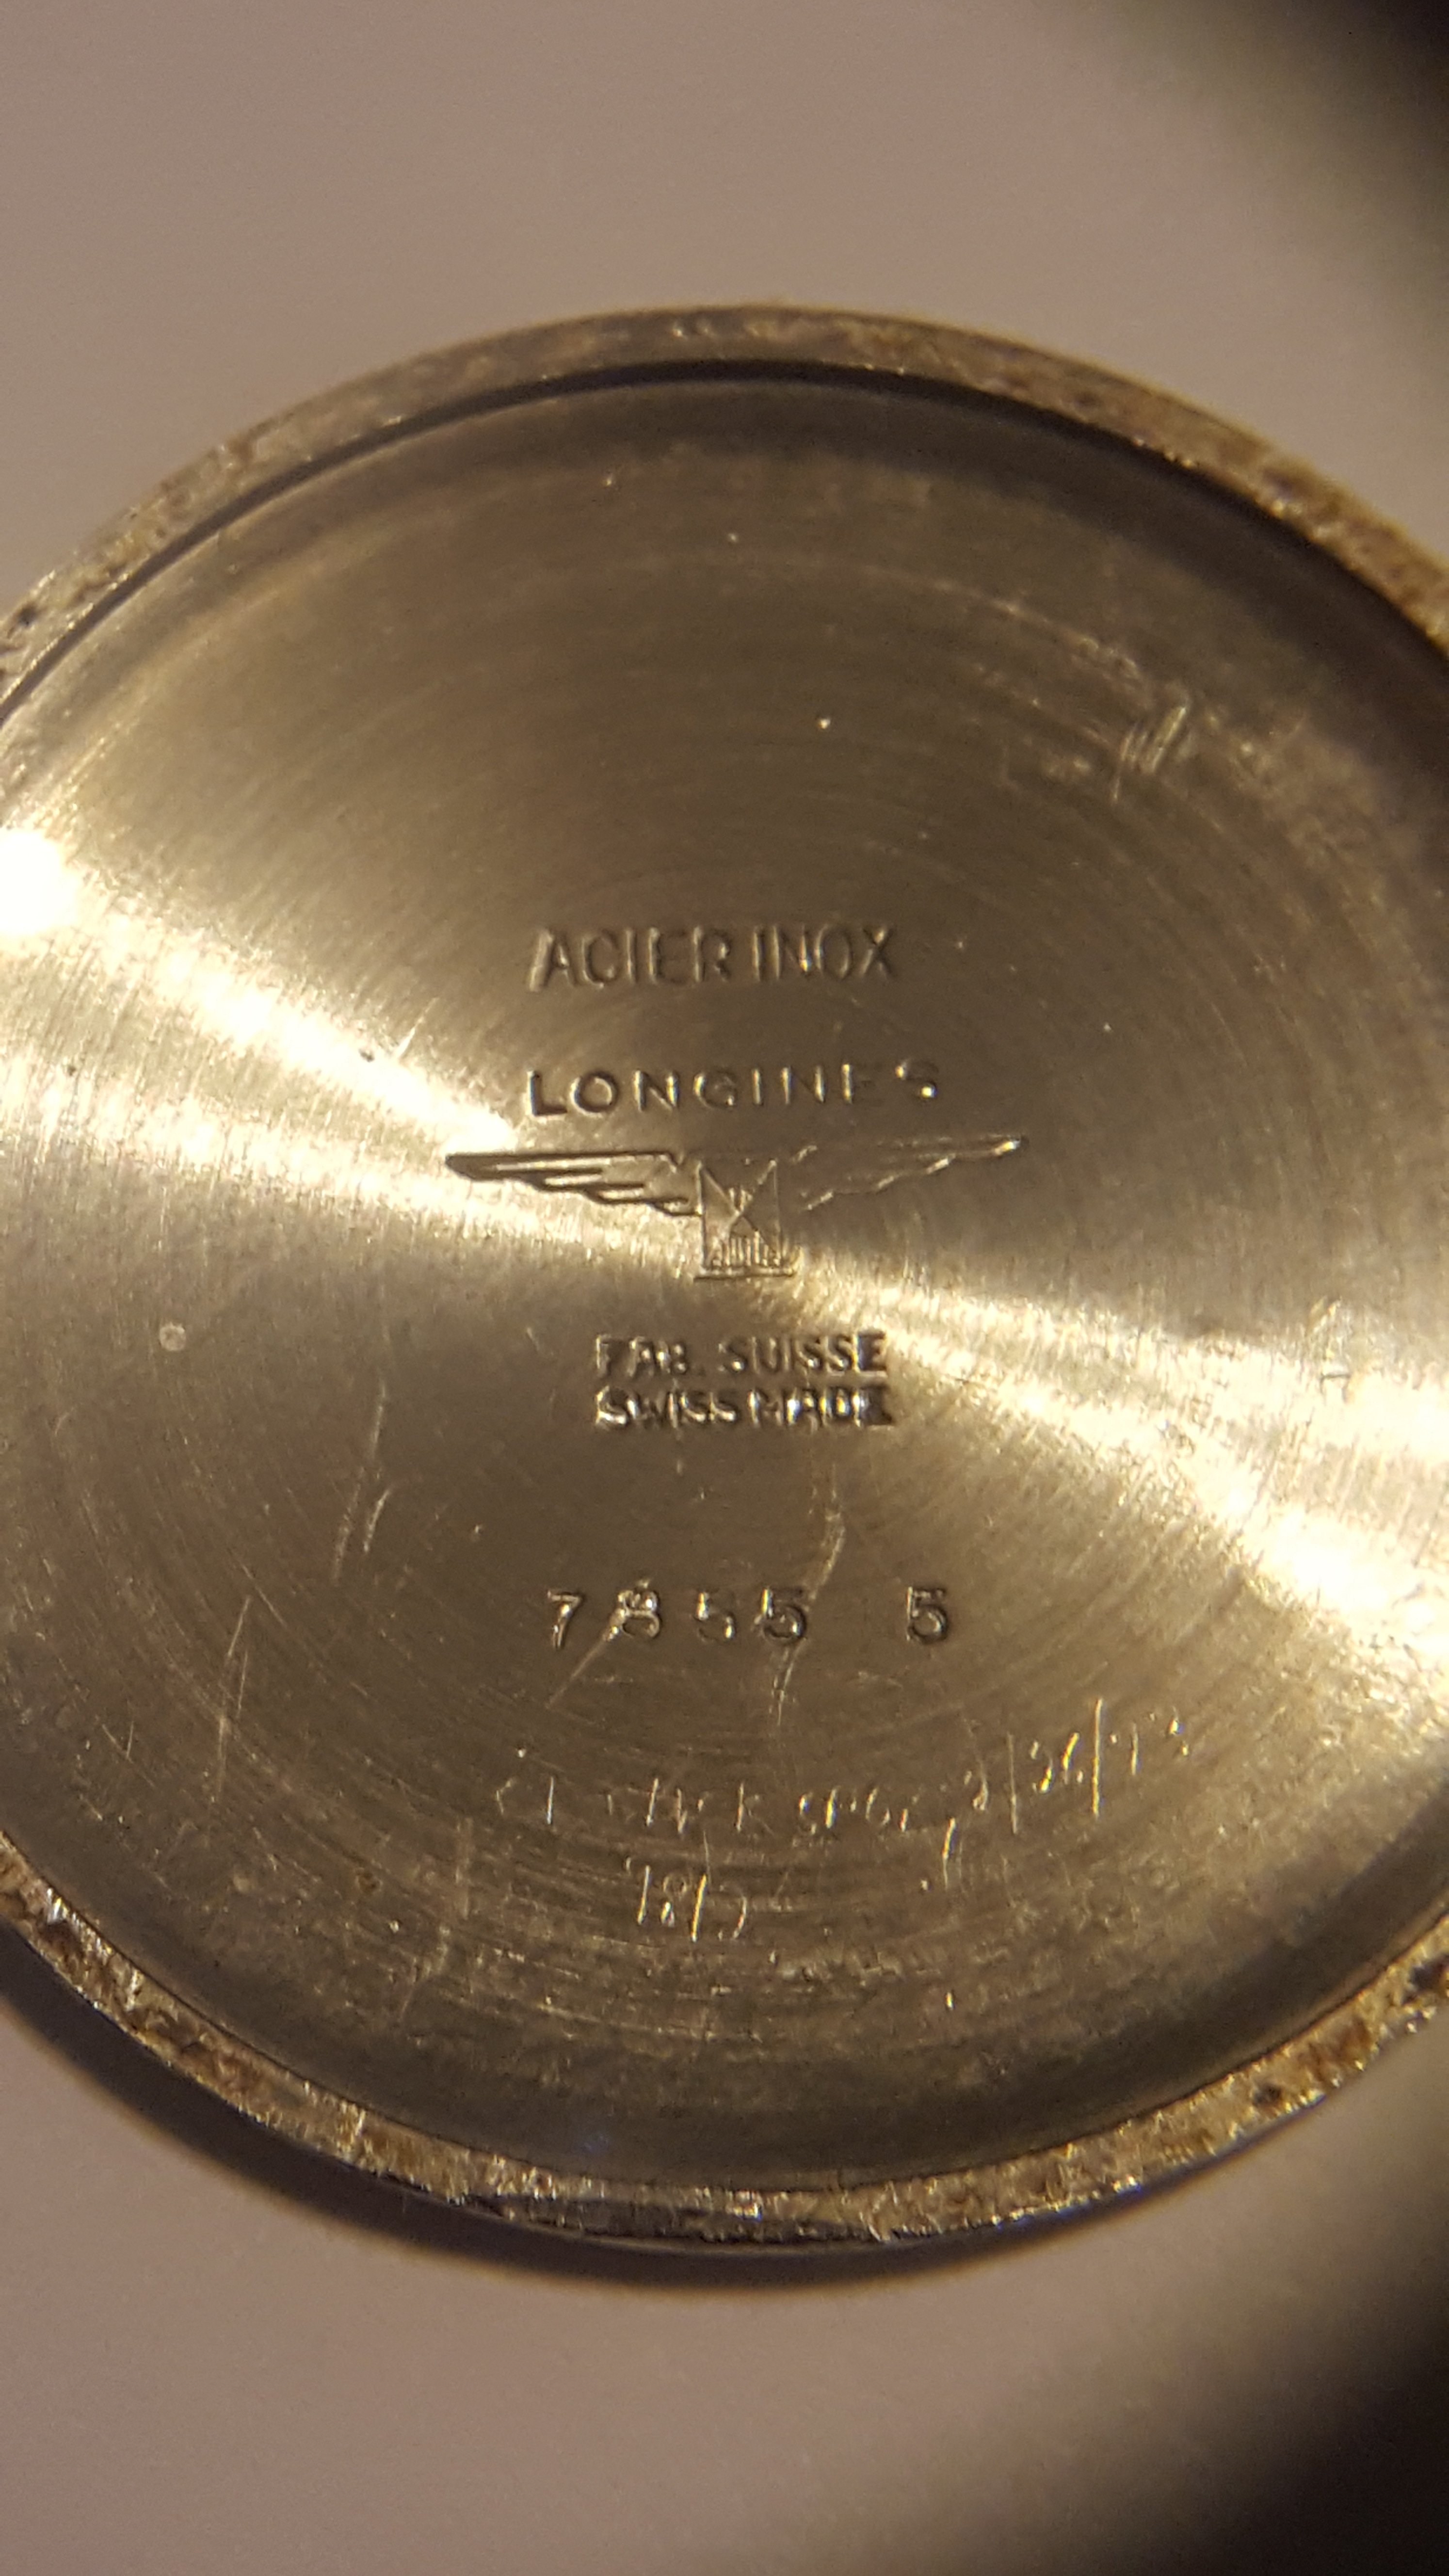 ACIER INOX
LONGINES
FAB. SUISSE
SWISS MADE
7855 5